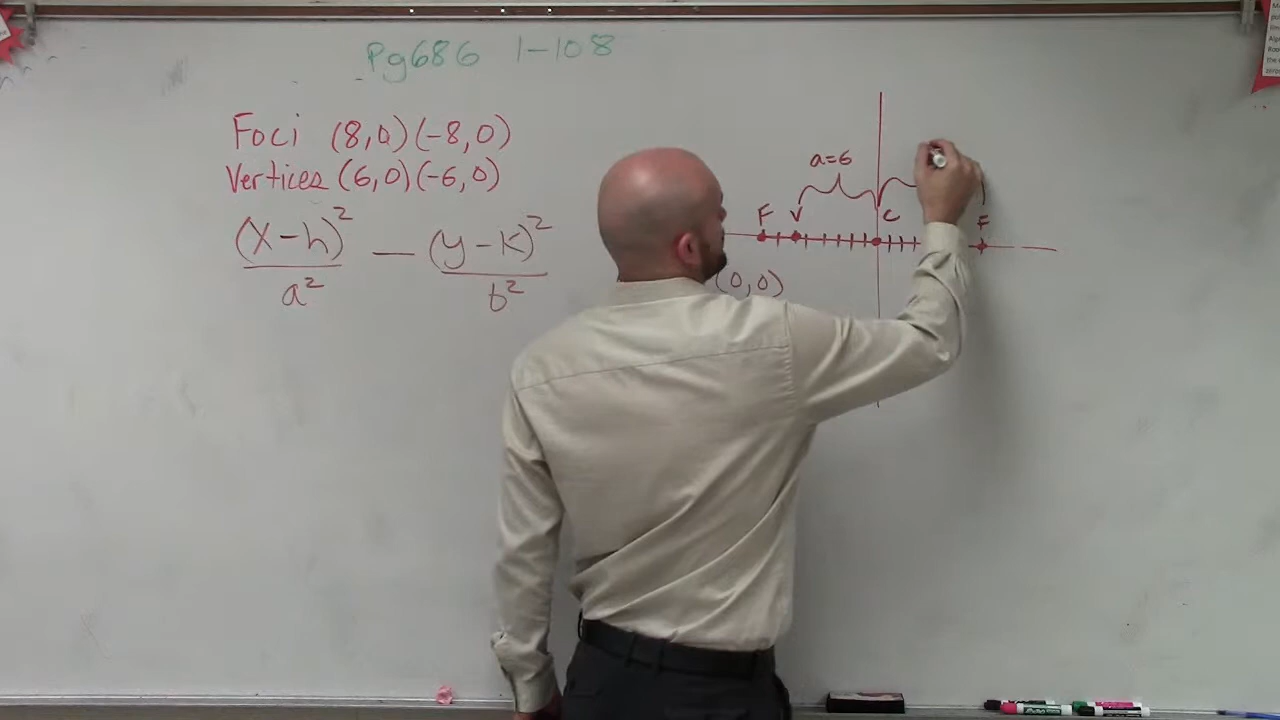 Pg686 1-108
Foci (8,0)(-8,0)
Vertices (6,0)(-6,0)
(x-h)² / a² — (y-k)² / b²
a=6
F V C F
(0,0)